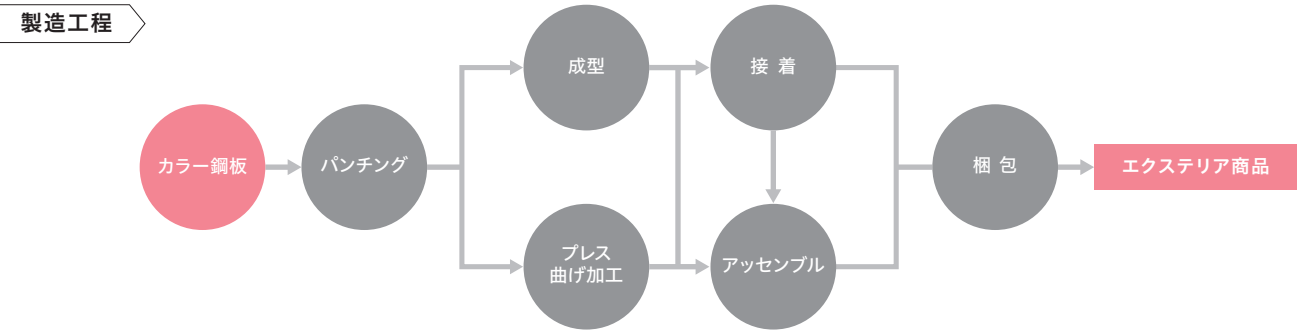 製造工程
カラー鋼板
パンチング
成型
プレス
曲げ加工
接着
アッセンブル
梱包
エクステリア商品